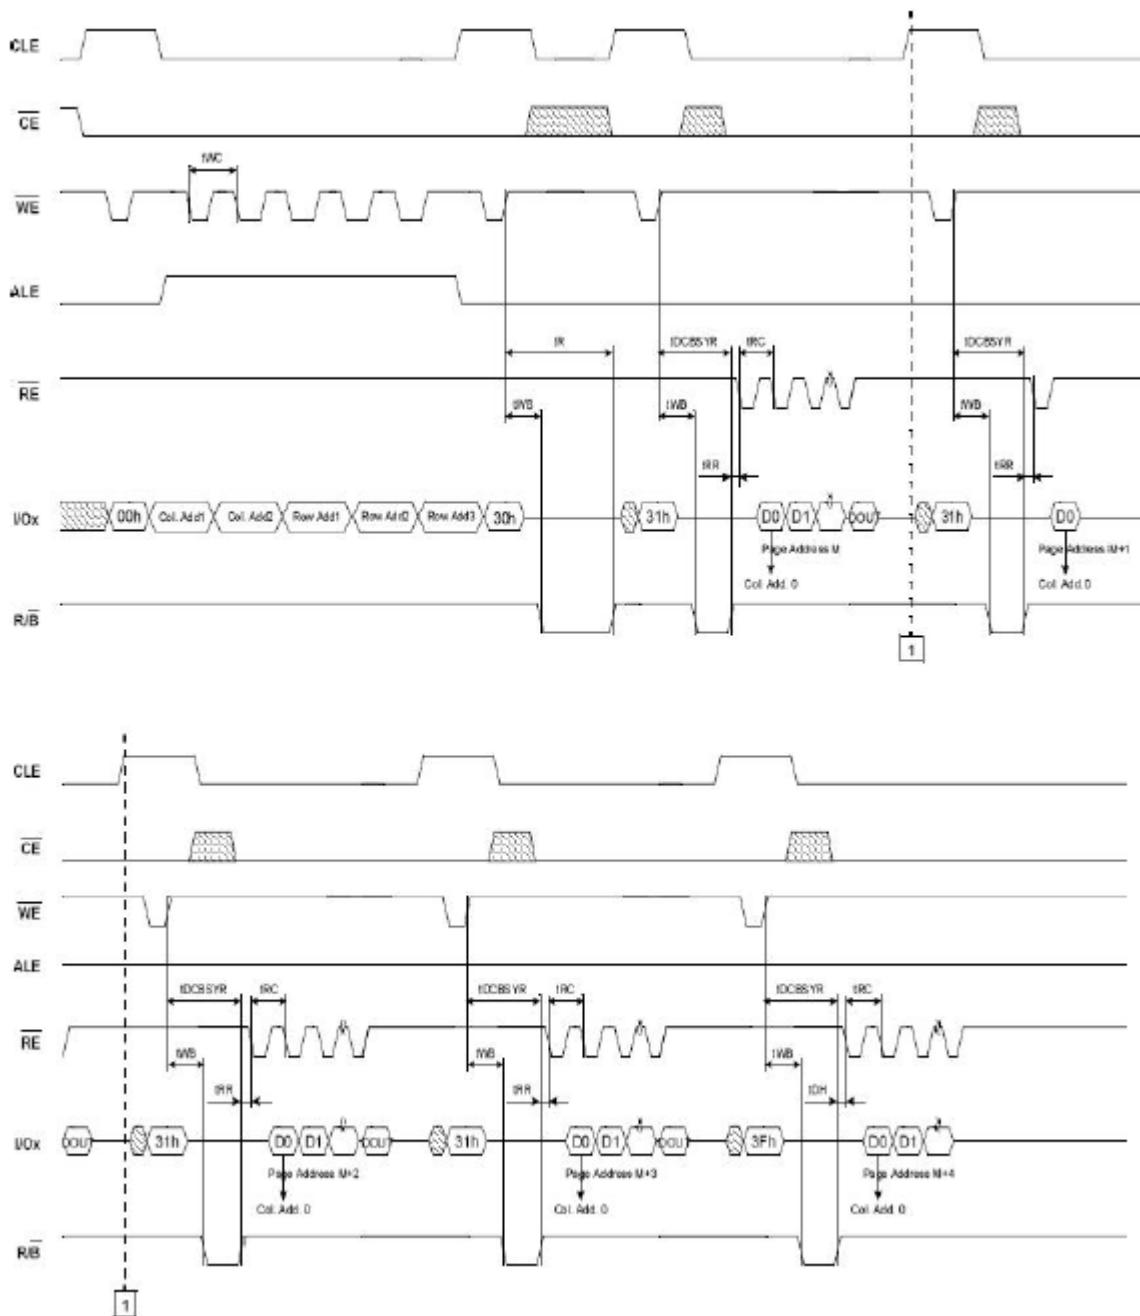 CLE
CE
tWC
WE
ALE
tR
tDCBSYR
tRC
tDCBSYR
RE
tWB
tWB
tWB
tRR
tRR
I/Ox
00h
Col. Add1
Col. Add2
Row Add1
Row Add2
Row Add3
30h
31h
D0
D1
DOUT
31h
D0
Page Address M
Page Address M+1
Col. Add. 0
Col. Add. 0
R/B
1
CLE
CE
WE
ALE
tDCBSYR
tRC
tDCBSYR
tRC
tDCBSYR
tRC
RE
tWB
tWB
tWB
tRR
tRR
tDH
I/Ox
DOUT
31h
D0
D1
DOUT
31h
D0
D1
DOUT
3Fh
D0
D1
Page Address M+2
Page Address M+3
Page Address M+4
Col. Add. 0
Col. Add. 0
Col. Add. 0
R/B
1